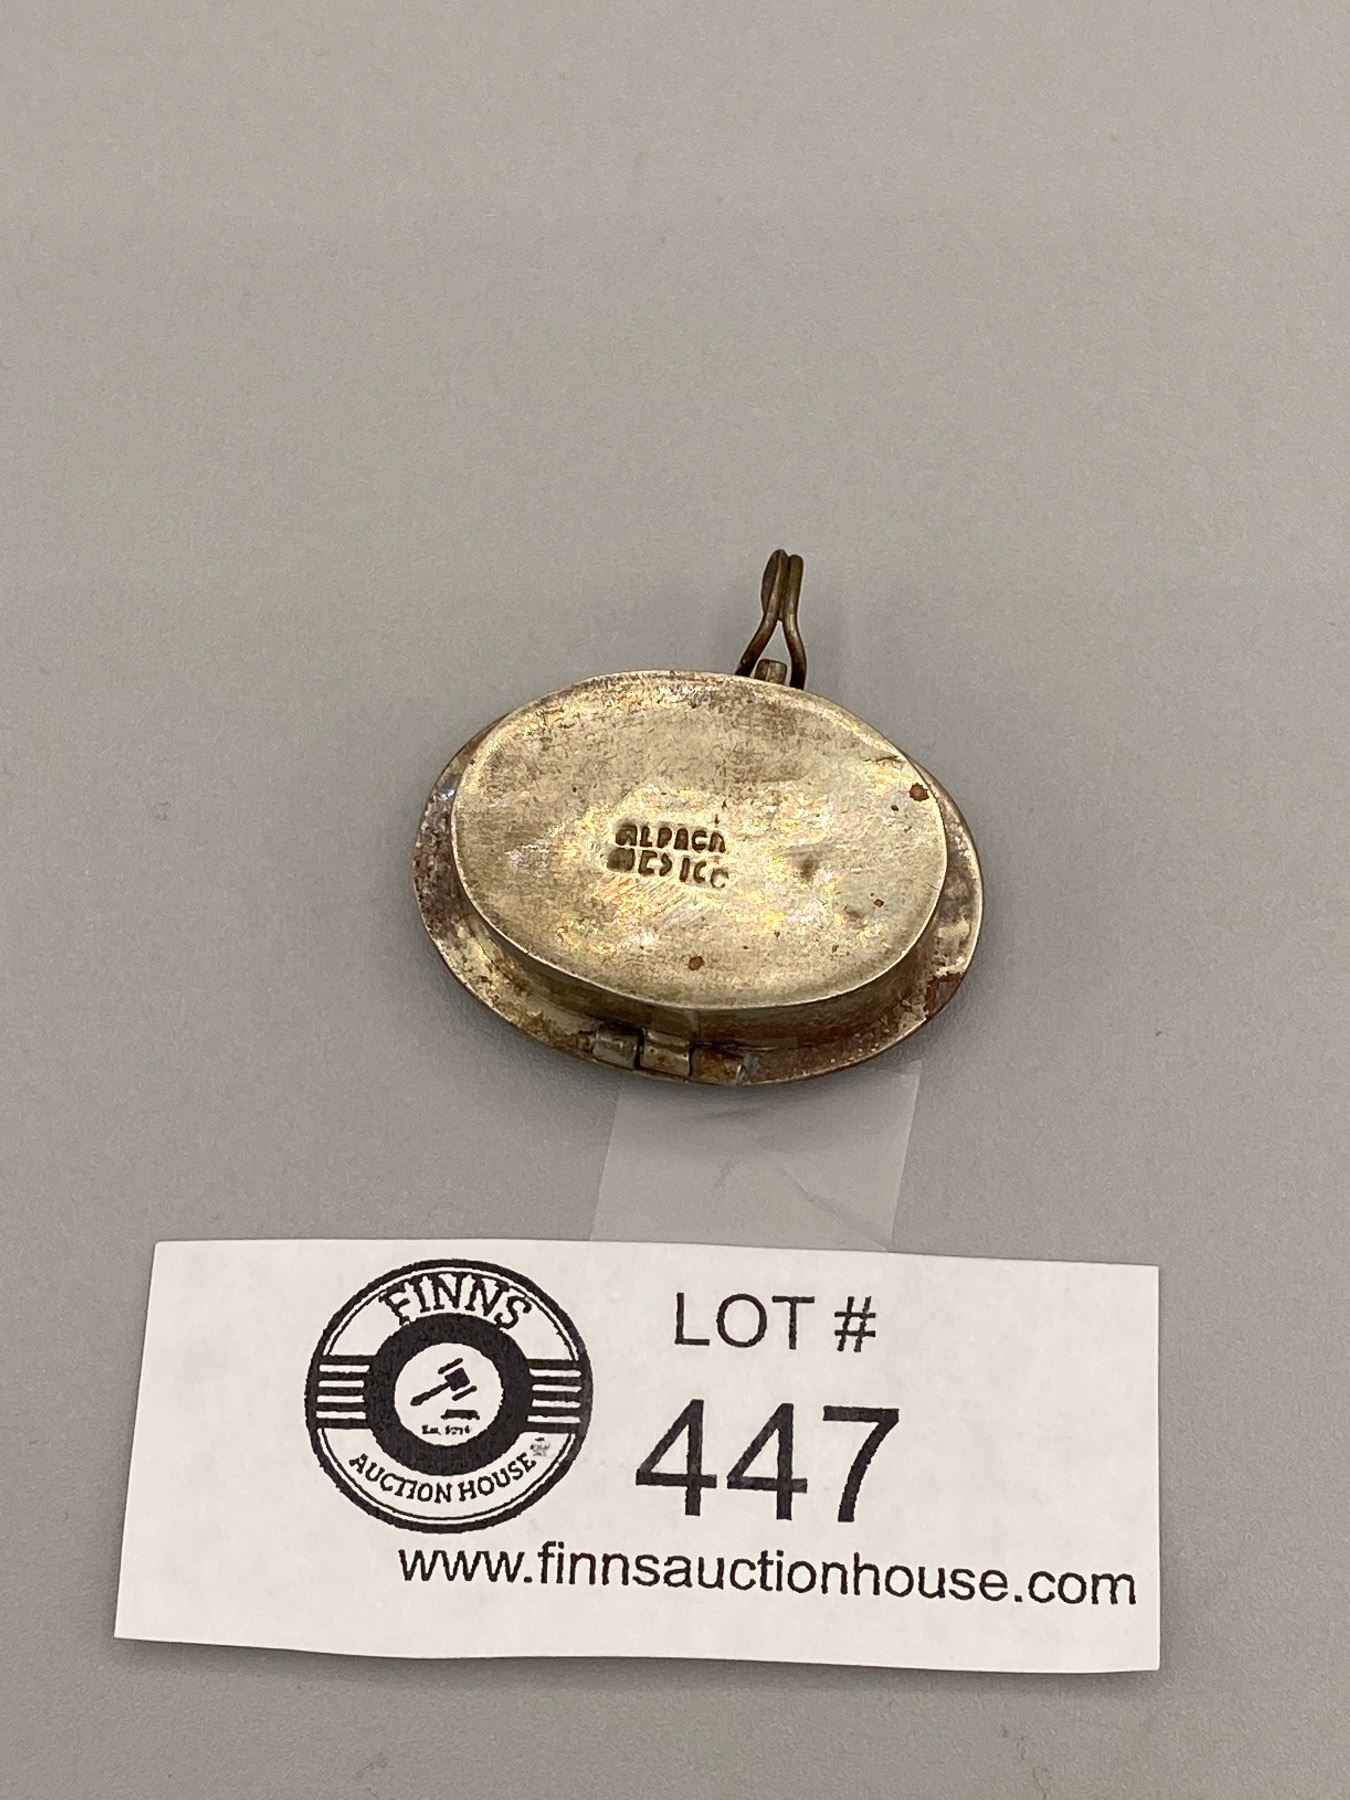 ALPACA
MEXICO
FINNS
AUCTION HOUSE
LOT #
447
www.finnsauctionhouse.com